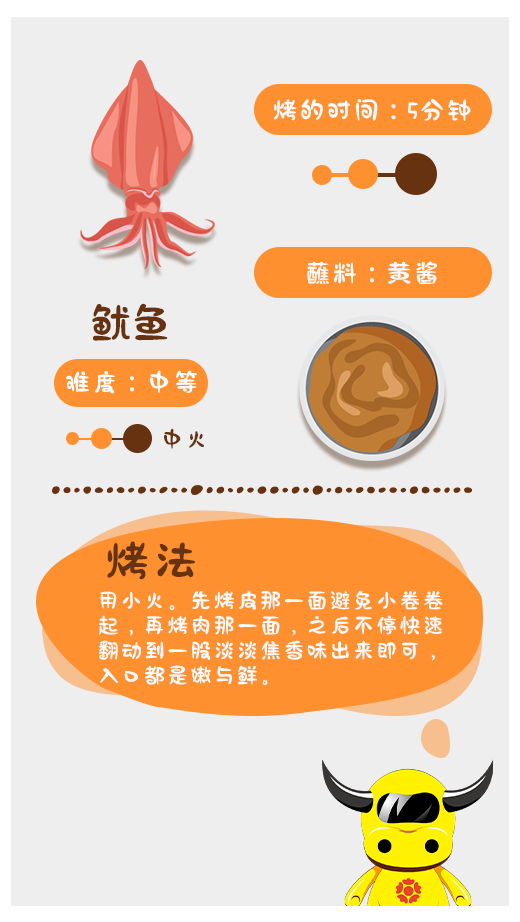 烤的时间：5分钟
蘸料：黄酱
鱿鱼
难度：中等
中火
烤法
用小火。先烤皮那一面避免小卷卷
起，再烤肉那一面，之后不停快速
翻动到一股淡淡焦香味出来即可，
入口都是嫩与鲜。